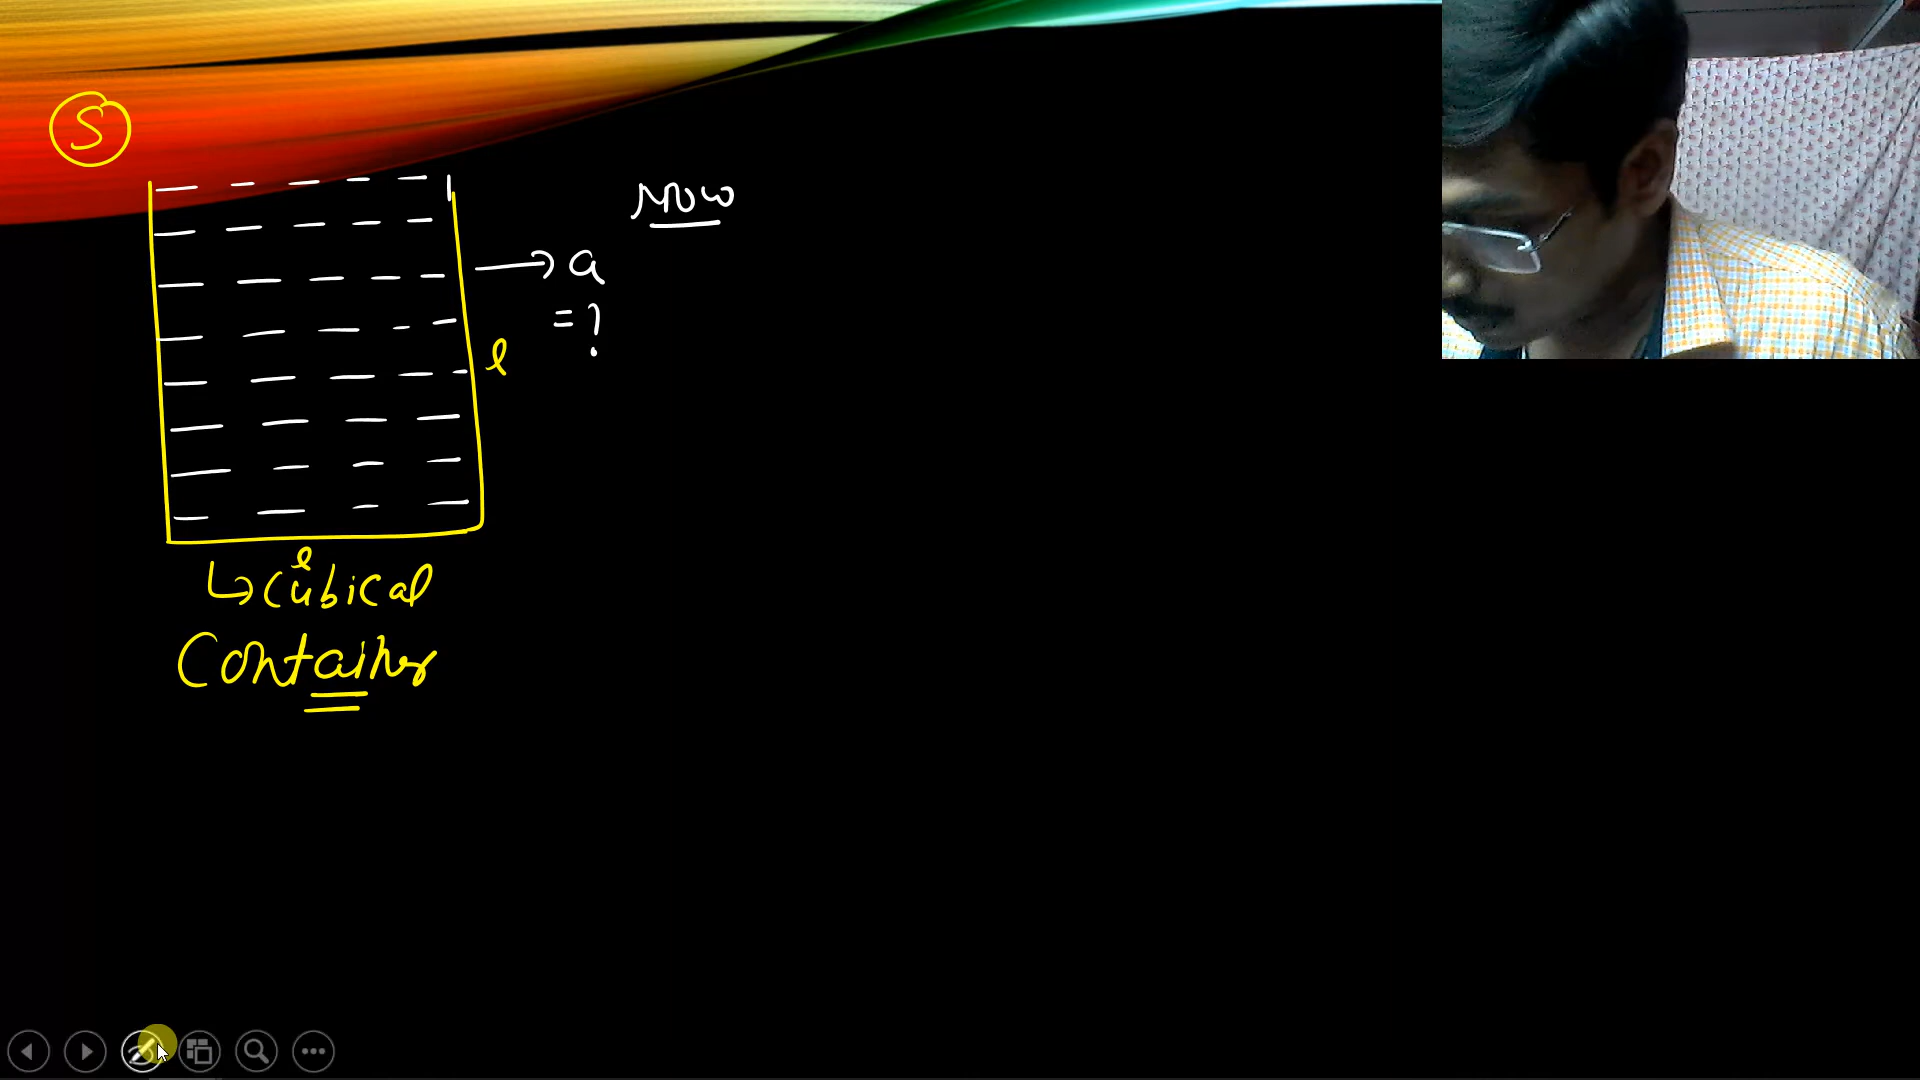 S
Now
→ a
= ?
l
l
↳ Cubical
Container